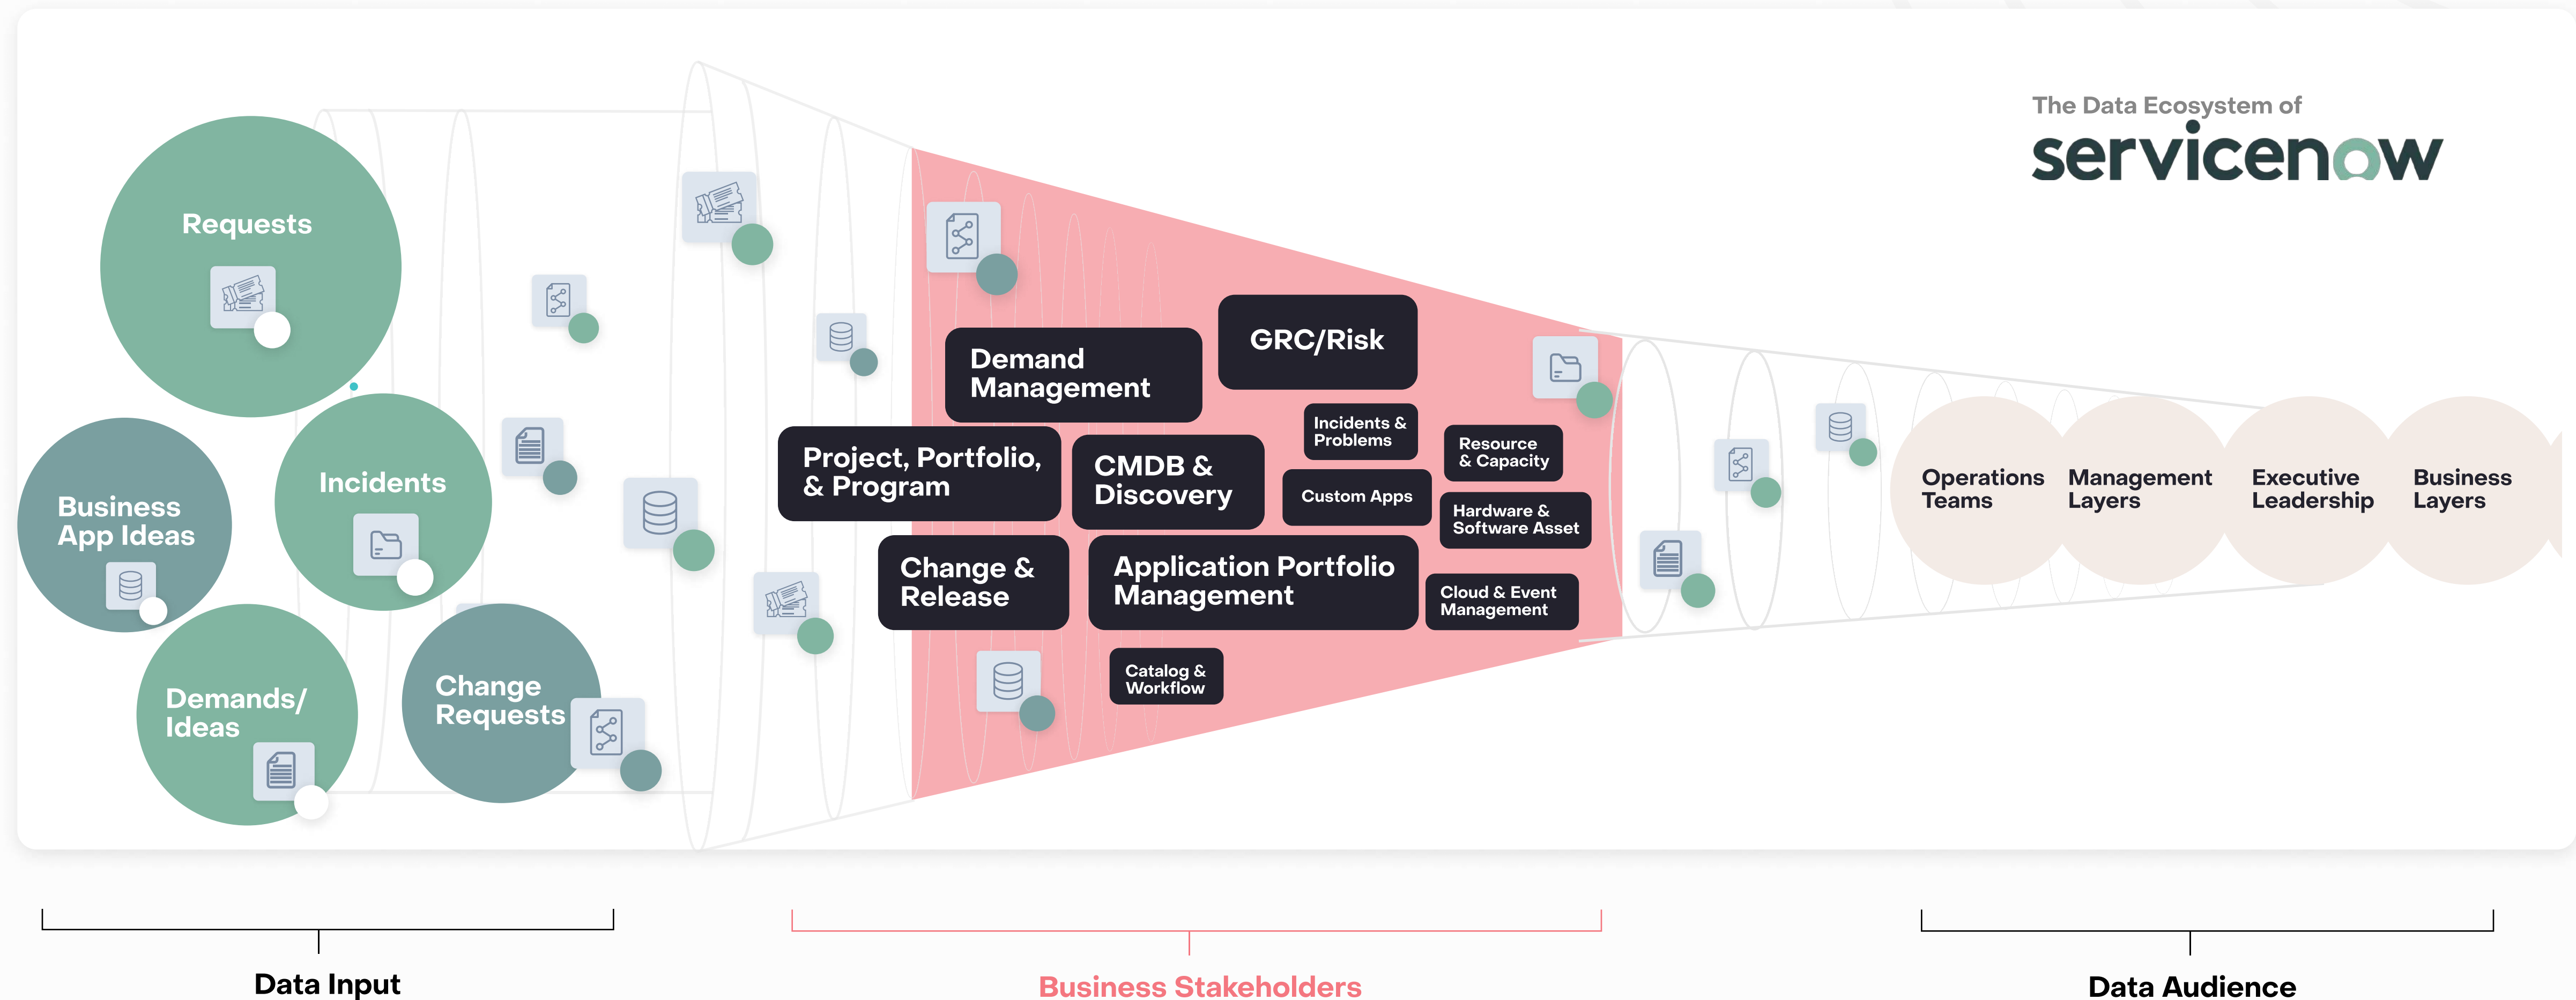 The Data Ecosystem of
servicenow
Requests
Business
App Ideas
Incidents
Demands/
Ideas
Change
Requests
Demand
Management
GRC/Risk
Project, Portfolio,
& Program
CMDB &
Discovery
Incidents &
Problems
Resource
& Capacity
Custom Apps
Hardware &
Software Asset
Change &
Release
Application Portfolio
Management
Cloud & Event
Management
Catalog &
Workflow
Operations
Teams
Management
Layers
Executive
Leadership
Business
Layers
Data Input
Business Stakeholders
Data Audience